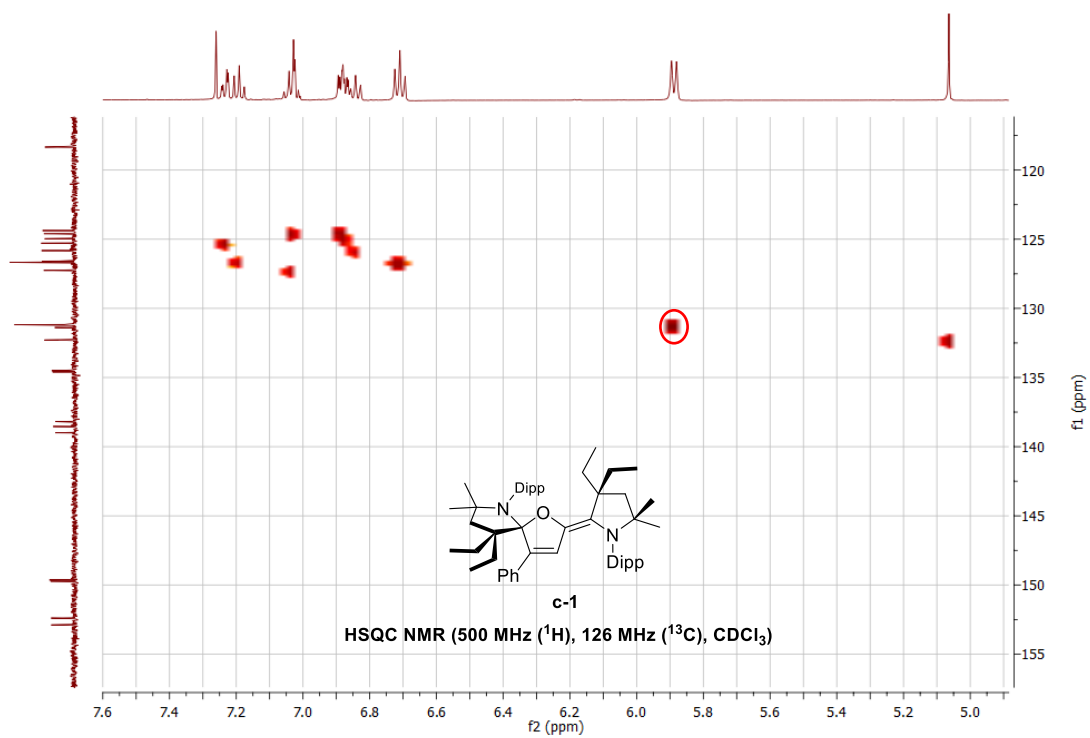 120
125
130
135
140
145
150
155
f1 (ppm)
Dipp
N
O
N
Dipp
Ph
c-1
HSQC NMR (500 MHz (¹H), 126 MHz (¹³C), CDCl₃)
7.6 7.4 7.2 7.0 6.8 6.6 6.4 6.2 6.0 5.8 5.6 5.4 5.2 5.0
f2 (ppm)